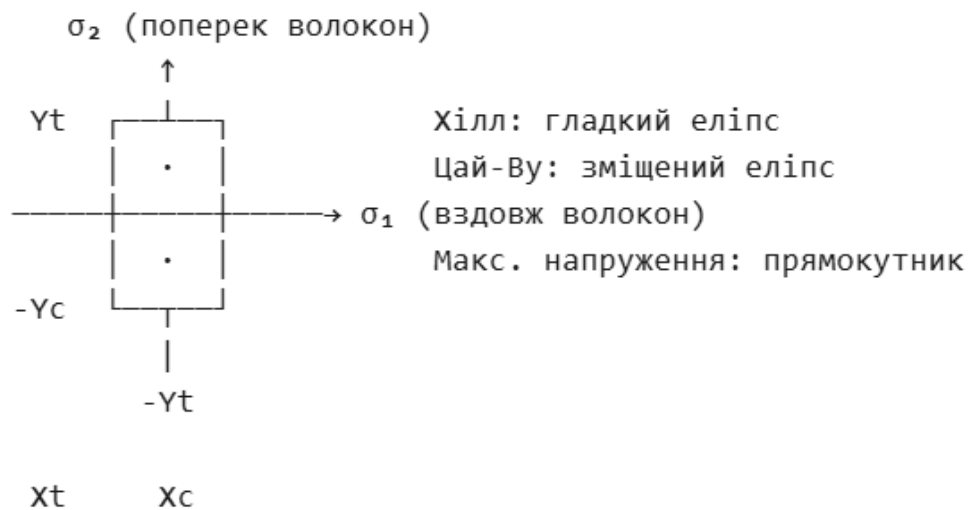 σ₂ (поперек волокон)
↑
Yt
Хілл: гладкий еліпс
Цай-Ву: зміщений еліпс
→ σ₁ (вздовж волокон)
Макс. напруження: прямокутник
-Yc
-Yt
Xt Xc